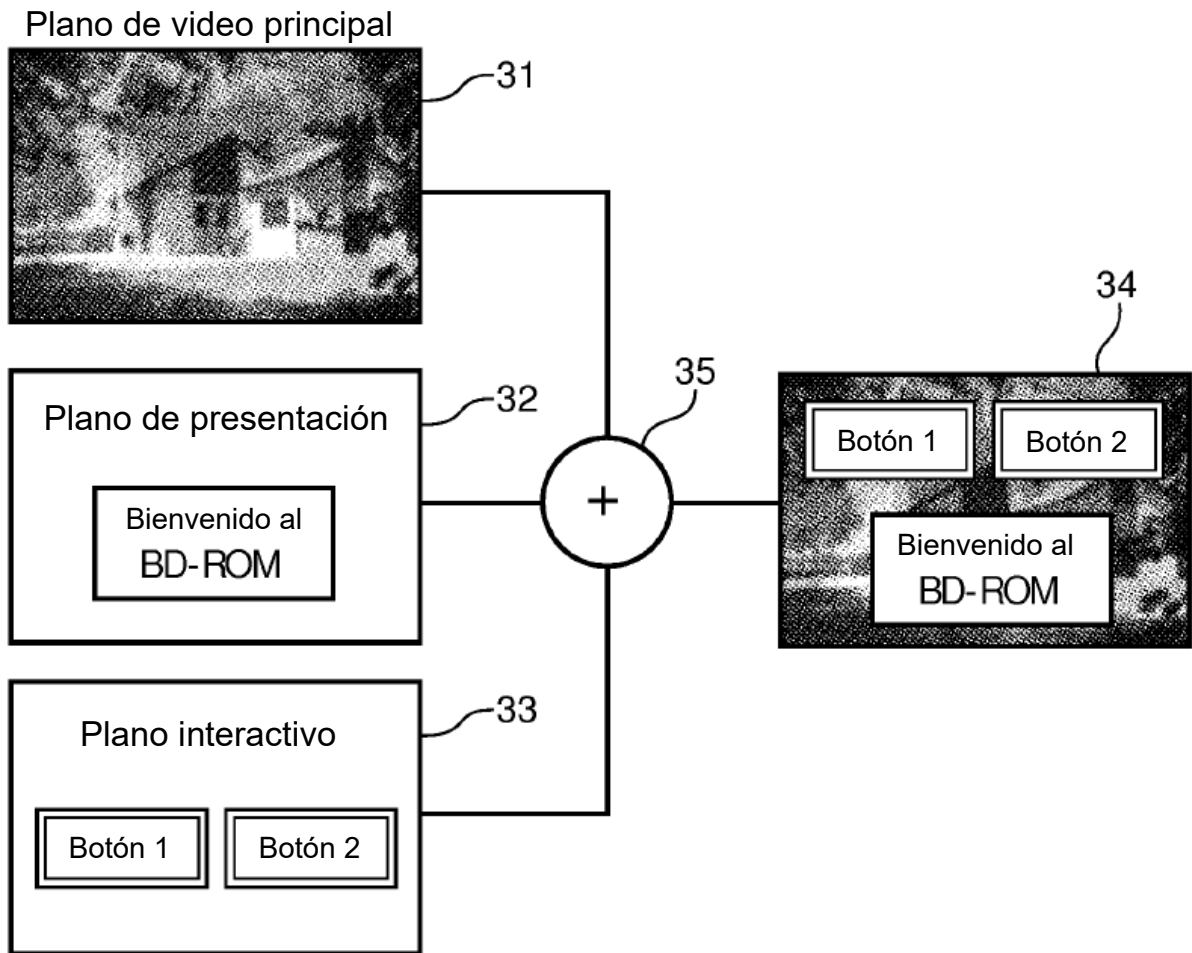 Plano de video principal
31
Plano de presentación
32
Bienvenido al
BD-ROM
Plano interactivo
33
Botón 1
Botón 2
35
+
34
Botón 1
Botón 2
Bienvenido al
BD-ROM